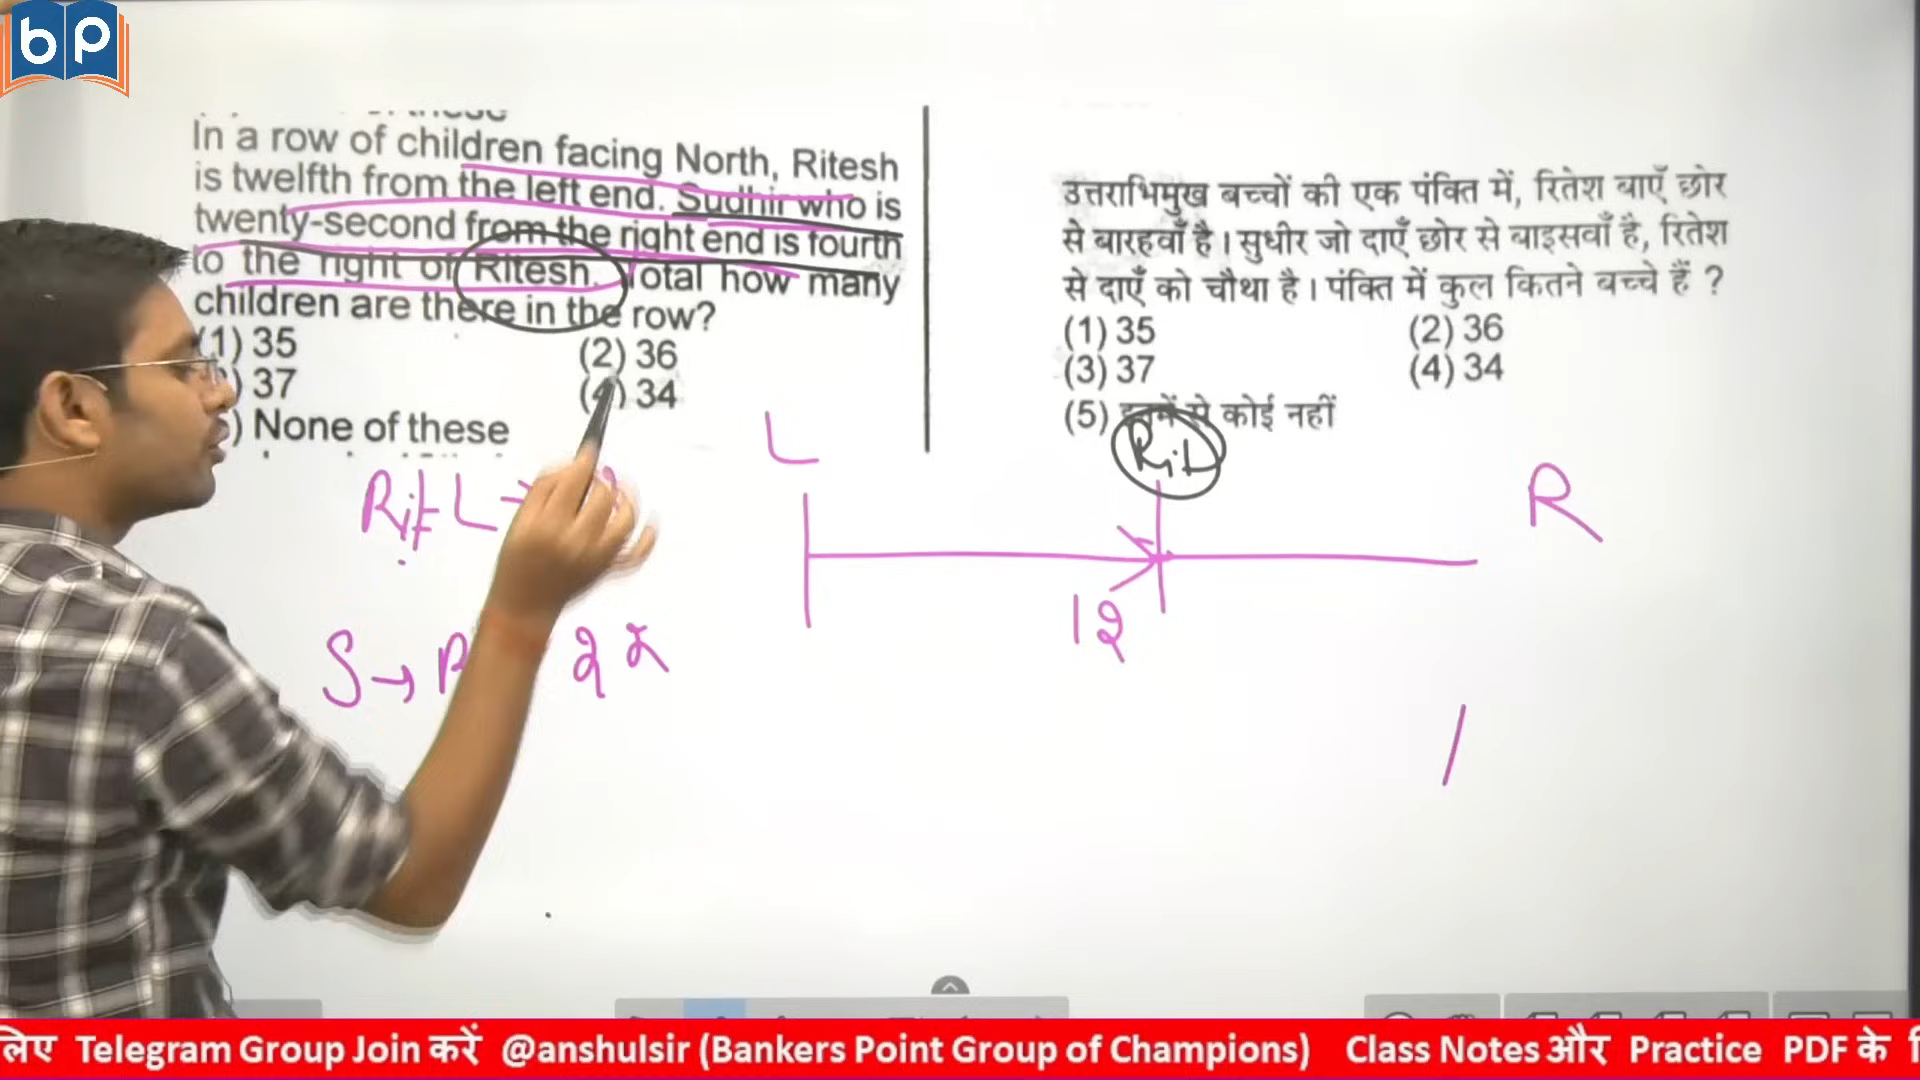 bp
In a row of children facing North, Ritesh
is twelfth from the left end. Sudhir who is
twenty-second from the right end is fourth
to the right of Ritesh. Total how many
children are there in the row?
(1) 35
(2) 36
37
(4) 34
) None of these
उत्तराभिमुख बच्चों की एक पंक्ति में, रितेश बाएँ छोर
से बारहवाँ है । सुधीर जो दाएँ छोर से बाइसवाँ है, रितेश
से दाएँ को चौथा है । पंक्ति में कुल कितने बच्चे हैं ?
(1) 35
(2) 36
(3) 37
(4) 34
(5) इनमें से कोई नहीं
L
Rit
R
12
Rit L →
S → R 22
लिए Telegram Group Join करें @anshulsir (Bankers Point Group of Champions) Class Notes और Practice PDF के